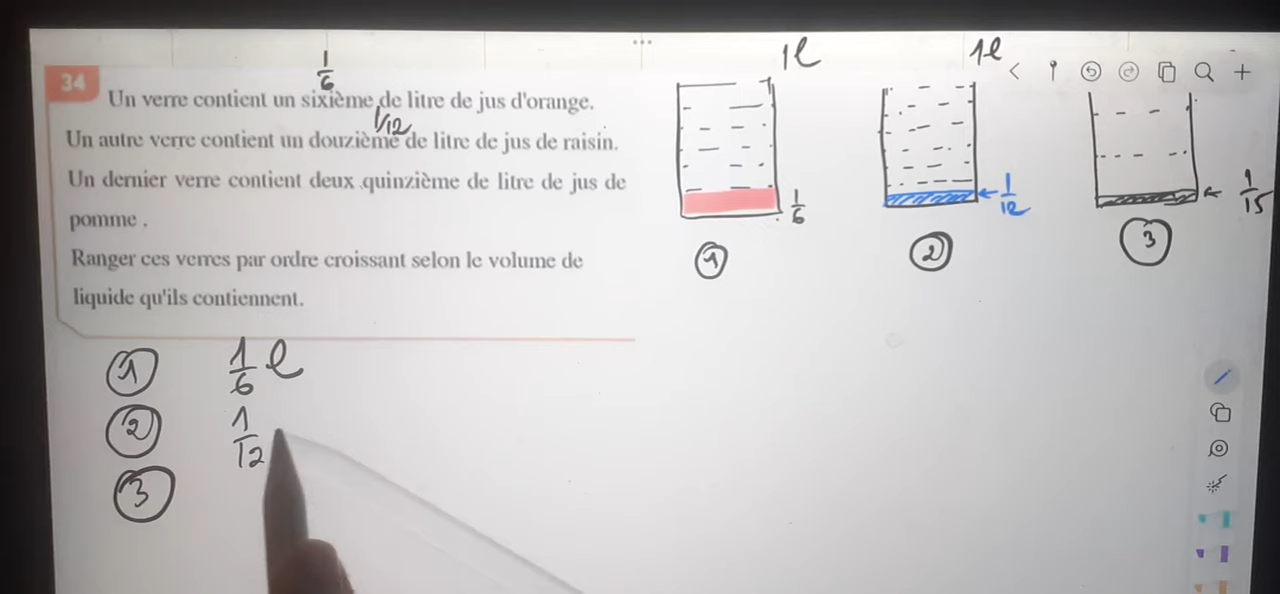 34
1/6
Un verre contient un sixième de litre de jus d'orange.
1/12
Un autre verre contient un douzième de litre de jus de raisin.
Un dernier verre contient deux quinzième de litre de jus de
pomme .
Ranger ces verres par ordre croissant selon le volume de
liquide qu'ils contiennent.
1l
1/6
1
1l
1/12
2
1/15
3
1 1/6 l
2 1/12
3